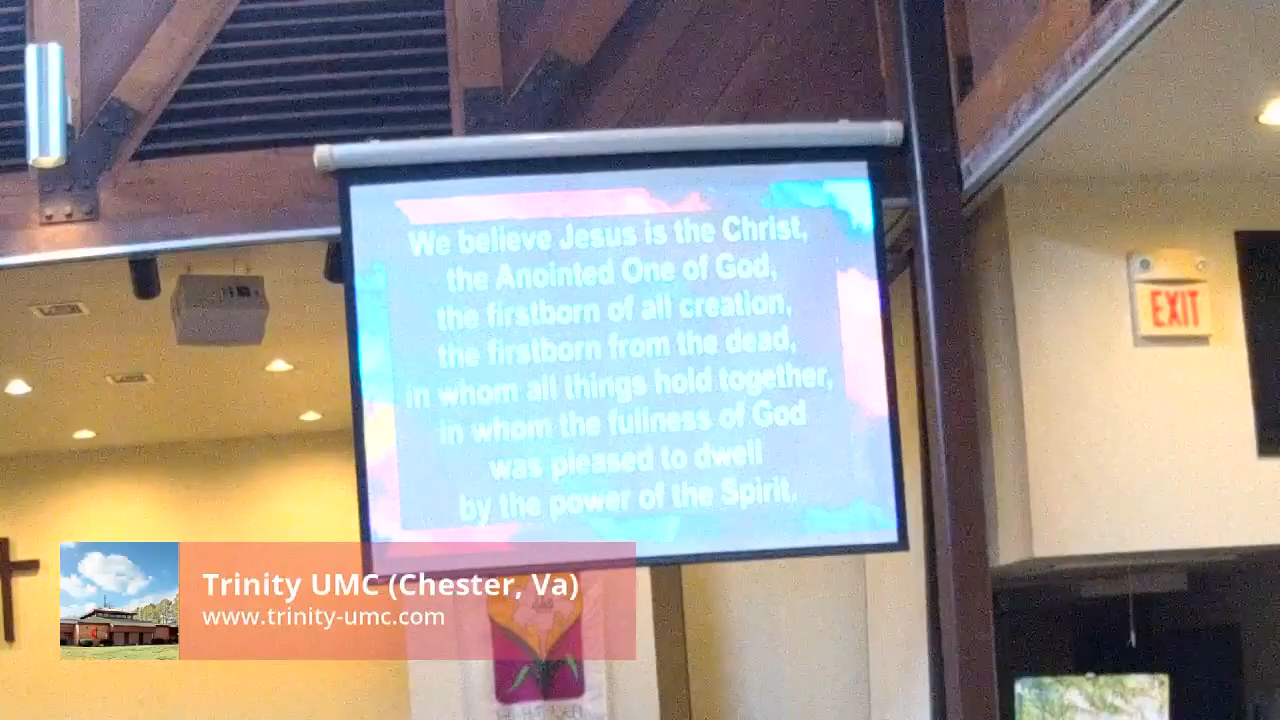 We believe Jesus is the Christ,
the Anointed One of God,
the firstborn of all creation,
the firstborn from the dead,
in whom all things hold together,
in whom the fullness of God
was pleased to dwell
by the power of the Spirit.
EXIT
Trinity UMC (Chester, Va)
www.trinity-umc.com